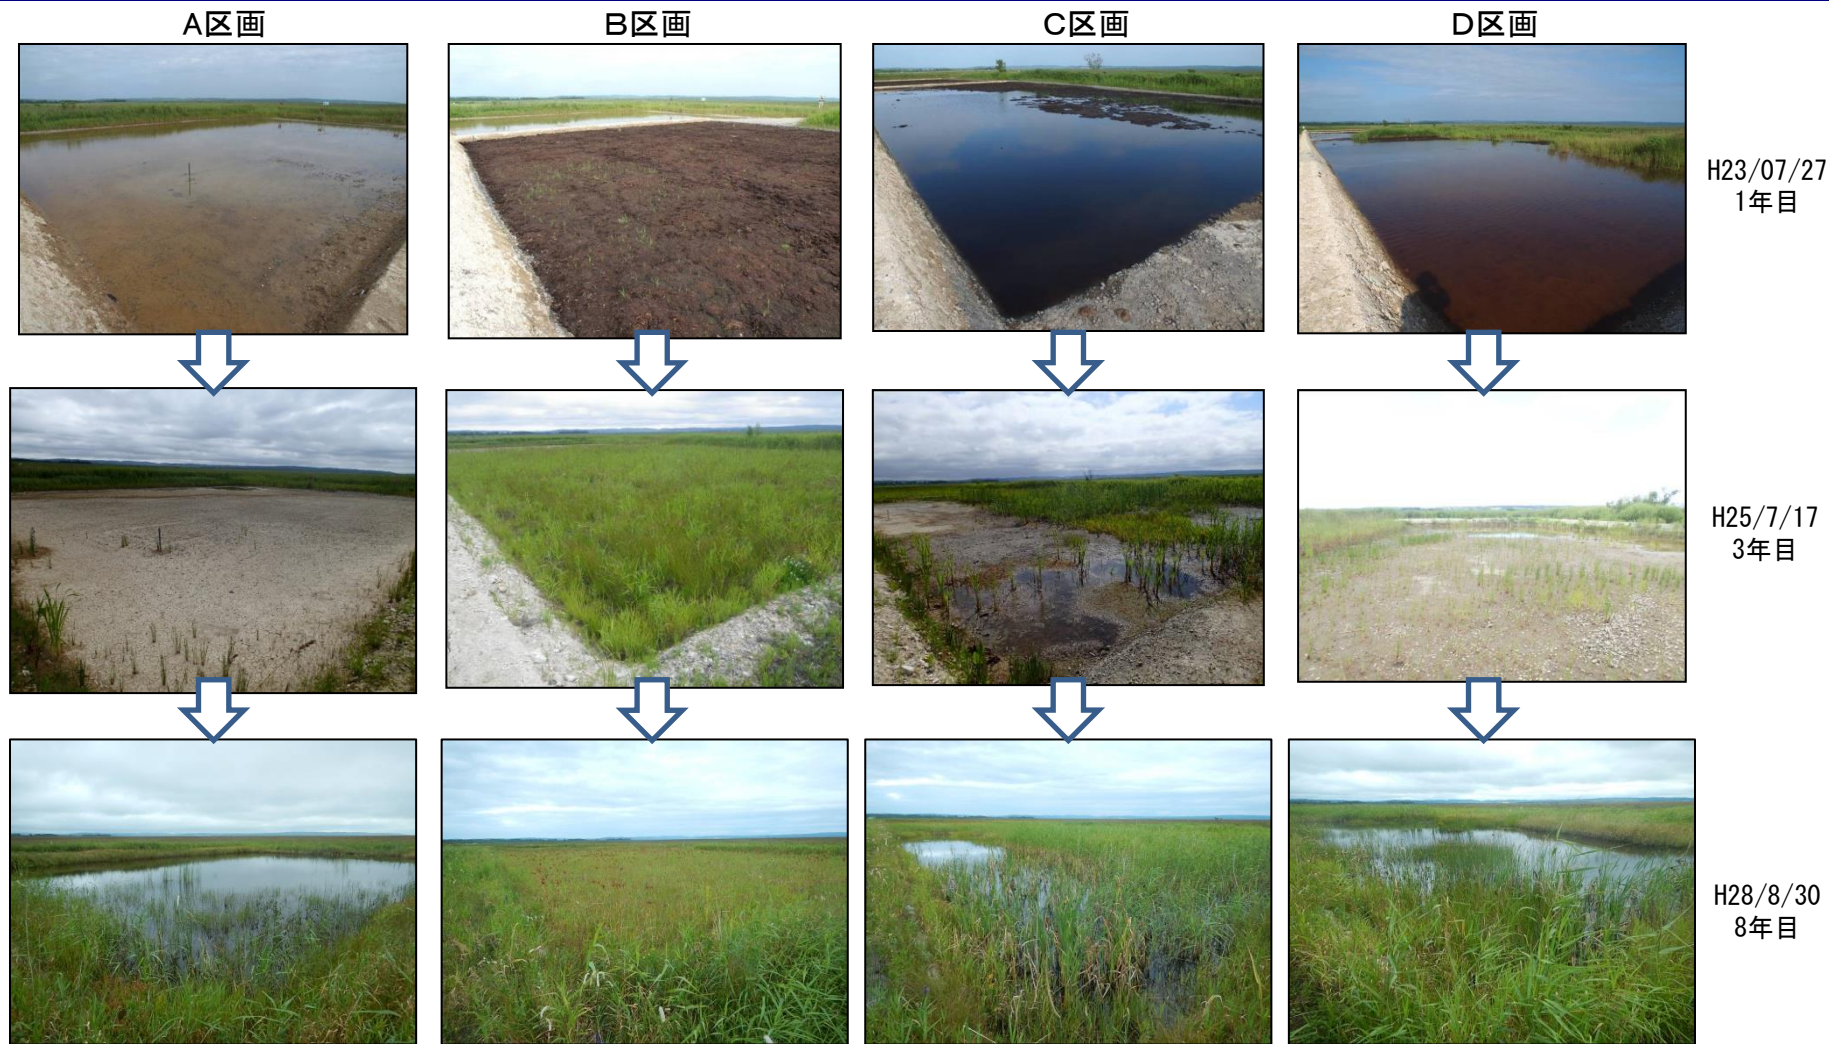 A区画
B区画
C区画
D区画
H23/07/27
1年目
H25/7/17
3年目
H28/8/30
8年目